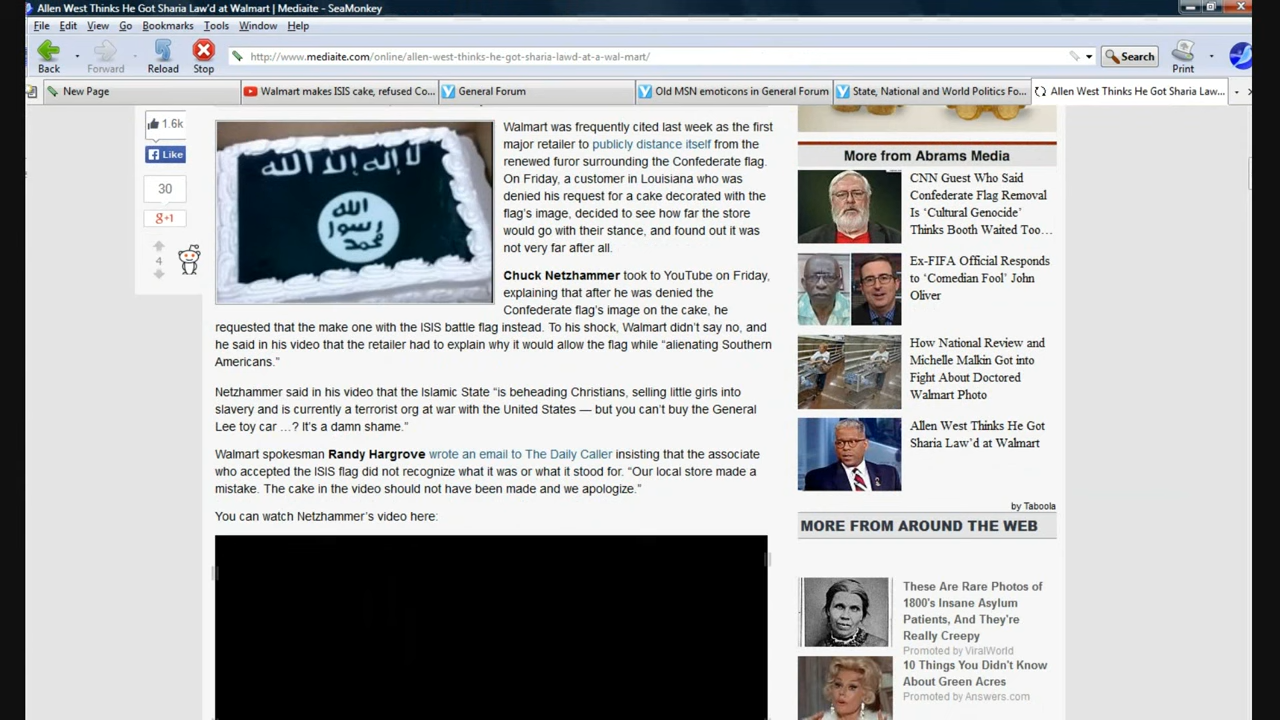 Allen West Thinks He Got Sharia Law'd at Walmart | Mediaite - SeaMonkey
File Edit View Go Bookmarks Tools Window Help
Back Forward Reload Stop
http://www.mediaite.com/online/allen-west-thinks-he-got-sharia-lawd-at-a-wal-mart/
Search Print
New Page
Walmart makes ISIS cake, refused Co...
General Forum
Old MSN emoticons in General Forum
State, National and World Politics Fo...
Allen West Thinks He Got Sharia Law...
1.6k
Like
30
g+1
4
لا إله إلا الله
الله
رسول
محمد
Walmart was frequently cited last week as the first
major retailer to publicly distance itself from the
renewed furor surrounding the Confederate flag.
On Friday, a customer in Louisiana who was
denied his request for a cake decorated with the
flag's image, decided to see how far the store
would go with their stance, and found out it was
not very far after all.
Chuck Netzhammer took to YouTube on Friday,
explaining that after he was denied the
Confederate flag's image on the cake, he
requested that the make one with the ISIS battle flag instead. To his shock, Walmart didn't say no, and
he said in his video that the retailer had to explain why it would allow the flag while “alienating Southern
Americans.”
Netzhammer said in his video that the Islamic State “is beheading Christians, selling little girls into
slavery and is currently a terrorist org at war with the United States — but you can't buy the General
Lee toy car …? It's a damn shame.”
Walmart spokesman Randy Hargrove wrote an email to The Daily Caller insisting that the associate
who accepted the ISIS flag did not recognize what it was or what it stood for. “Our local store made a
mistake. The cake in the video should not have been made and we apologize.”
You can watch Netzhammer's video here:
More from Abrams Media
CNN Guest Who Said
Confederate Flag Removal
Is ‘Cultural Genocide’
Thinks Booth Waited Too…
Ex-FIFA Official Responds
to ‘Comedian Fool’ John
Oliver
How National Review and
Michelle Malkin Got into
Fight About Doctored
Walmart Photo
Allen West Thinks He Got
Sharia Law'd at Walmart
by Taboola
MORE FROM AROUND THE WEB
These Are Rare Photos of
1800's Insane Asylum
Patients, And They're
Really Creepy
Promoted by ViralWorld
10 Things You Didn't Know
About Green Acres
Promoted by Answers.com